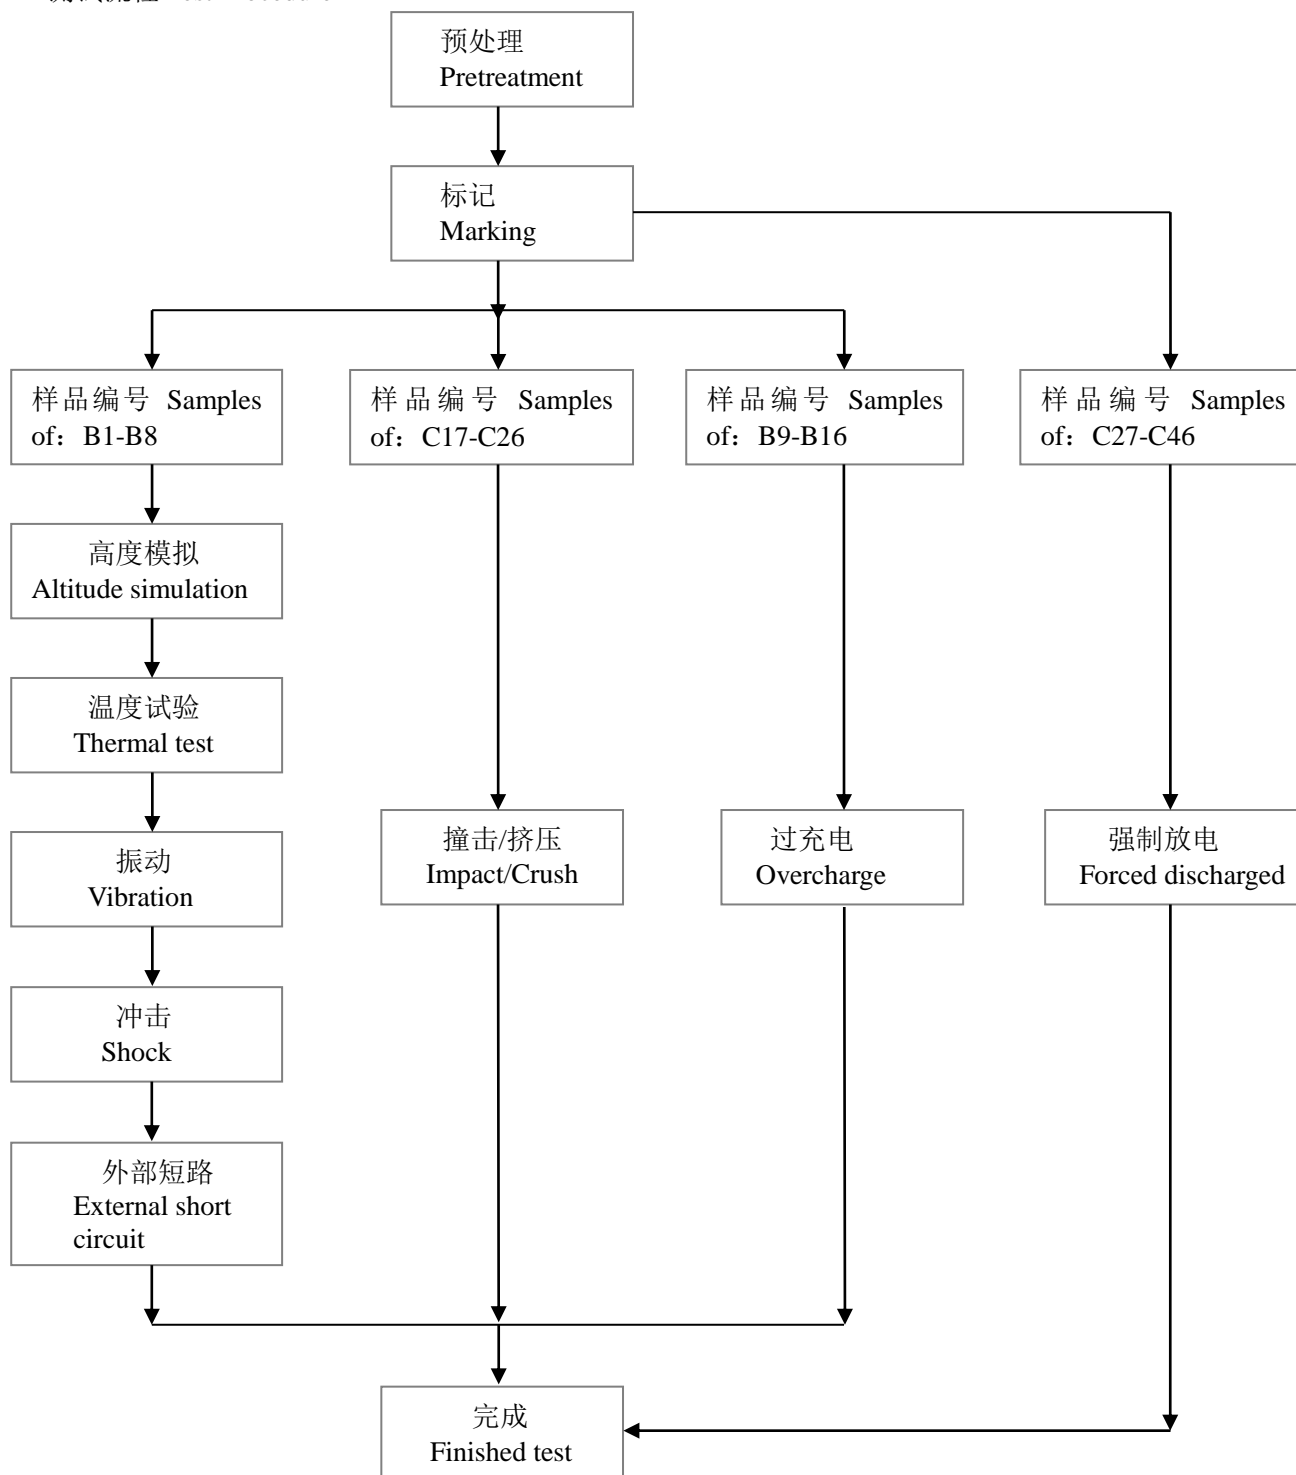 预处理
Pretreatment
标记
Marking
样品编号 Samples
of：B1-B8
样品编号 Samples
of：C17-C26
样品编号 Samples
of：B9-B16
样品编号 Samples
of：C27-C46
高度模拟
Altitude simulation
温度试验
Thermal test
振动
Vibration
撞击/挤压
Impact/Crush
过充电
Overcharge
强制放电
Forced discharged
冲击
Shock
外部短路
External short
circuit
完成
Finished test